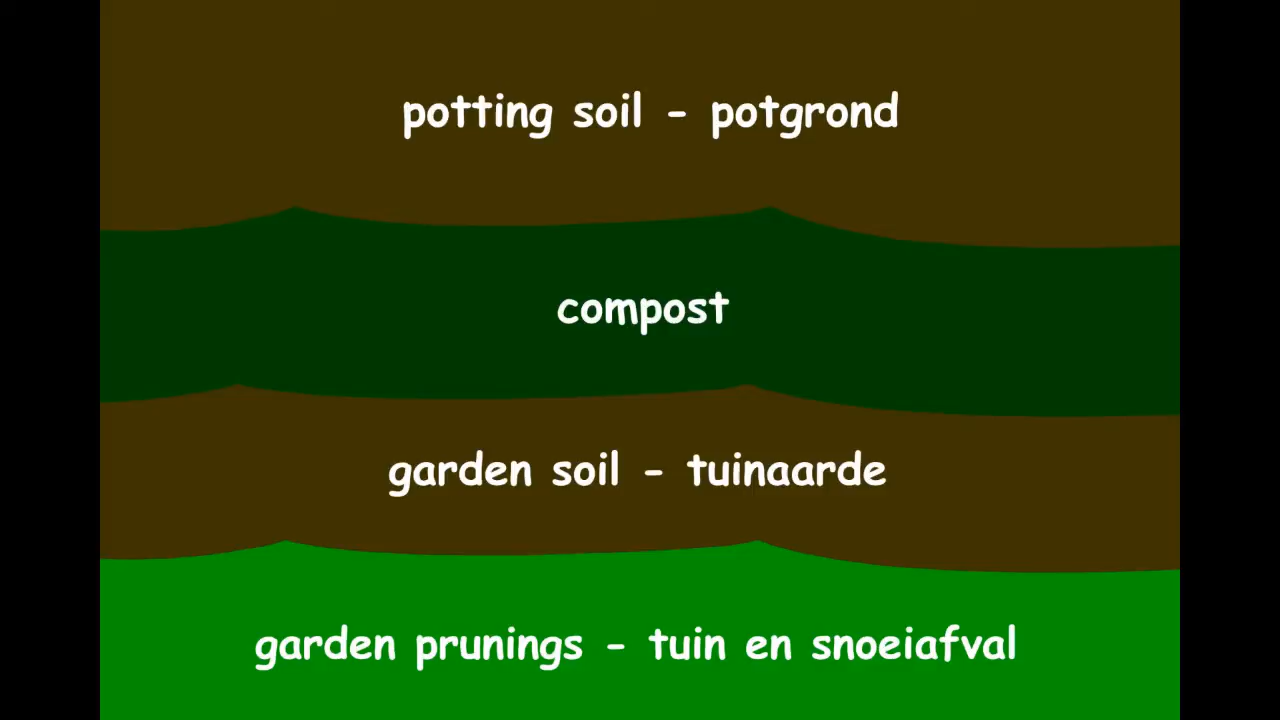 potting soil - potgrond
compost
garden soil - tuinaarde
garden prunings - tuin en snoeiafval